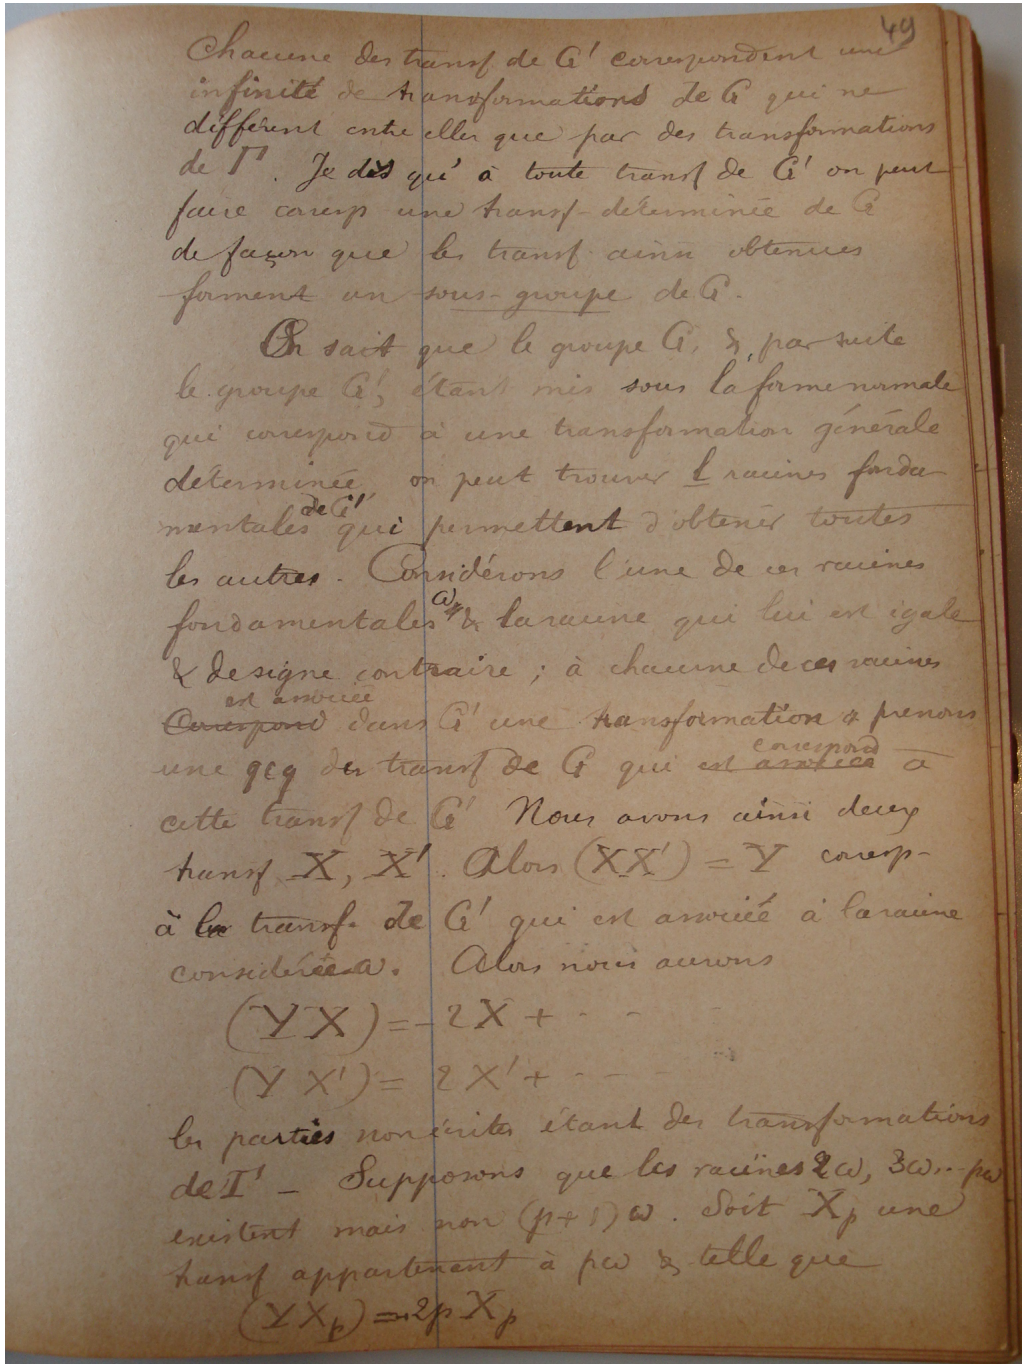 49
Chacune des transf de G' correspondent une
infinité de transformations de G qui ne
diffèrent entre elles que par des transformations
de Γ. Je dis qu'à toute transf de G' on peut
faire corresp une transf- déterminée de G
de façon que les transf ainsi obtenues
forment un sous-groupe de G.
On sait que le groupe G, & par suite
le groupe G', étant mis sous la forme normale
qui correspond à une transformation générale
déterminée, on peut trouver l racines fonda-
mentales de G' qui permettent d'obtenir toutes
les autres. Considérons l'une de ces racines
fondamentales ω & la racine qui lui est égale
& de signe contraire ; à chacune de ces racines
Correspond est associée dans G' une transformation & prenons
une qcq des transf de G qui est associée correspond à
cette transf de G' Nous avons ainsi deux
transf X, X'. Alors (XX') = Y corresp-
à la transf. de G' qui est associée à la racine
considérée ω. Alors nous aurons
(YX) = -2X + - -
(YX') = 2X' + - - - -
les parties non écrites étant des transformations
de Γ - Supposons que les racines 2ω, 3ω... pω
existent mais non (p+1)ω. Soit Xp une
transf appartenant à pω & telle que
(YXp) = -2p Xp